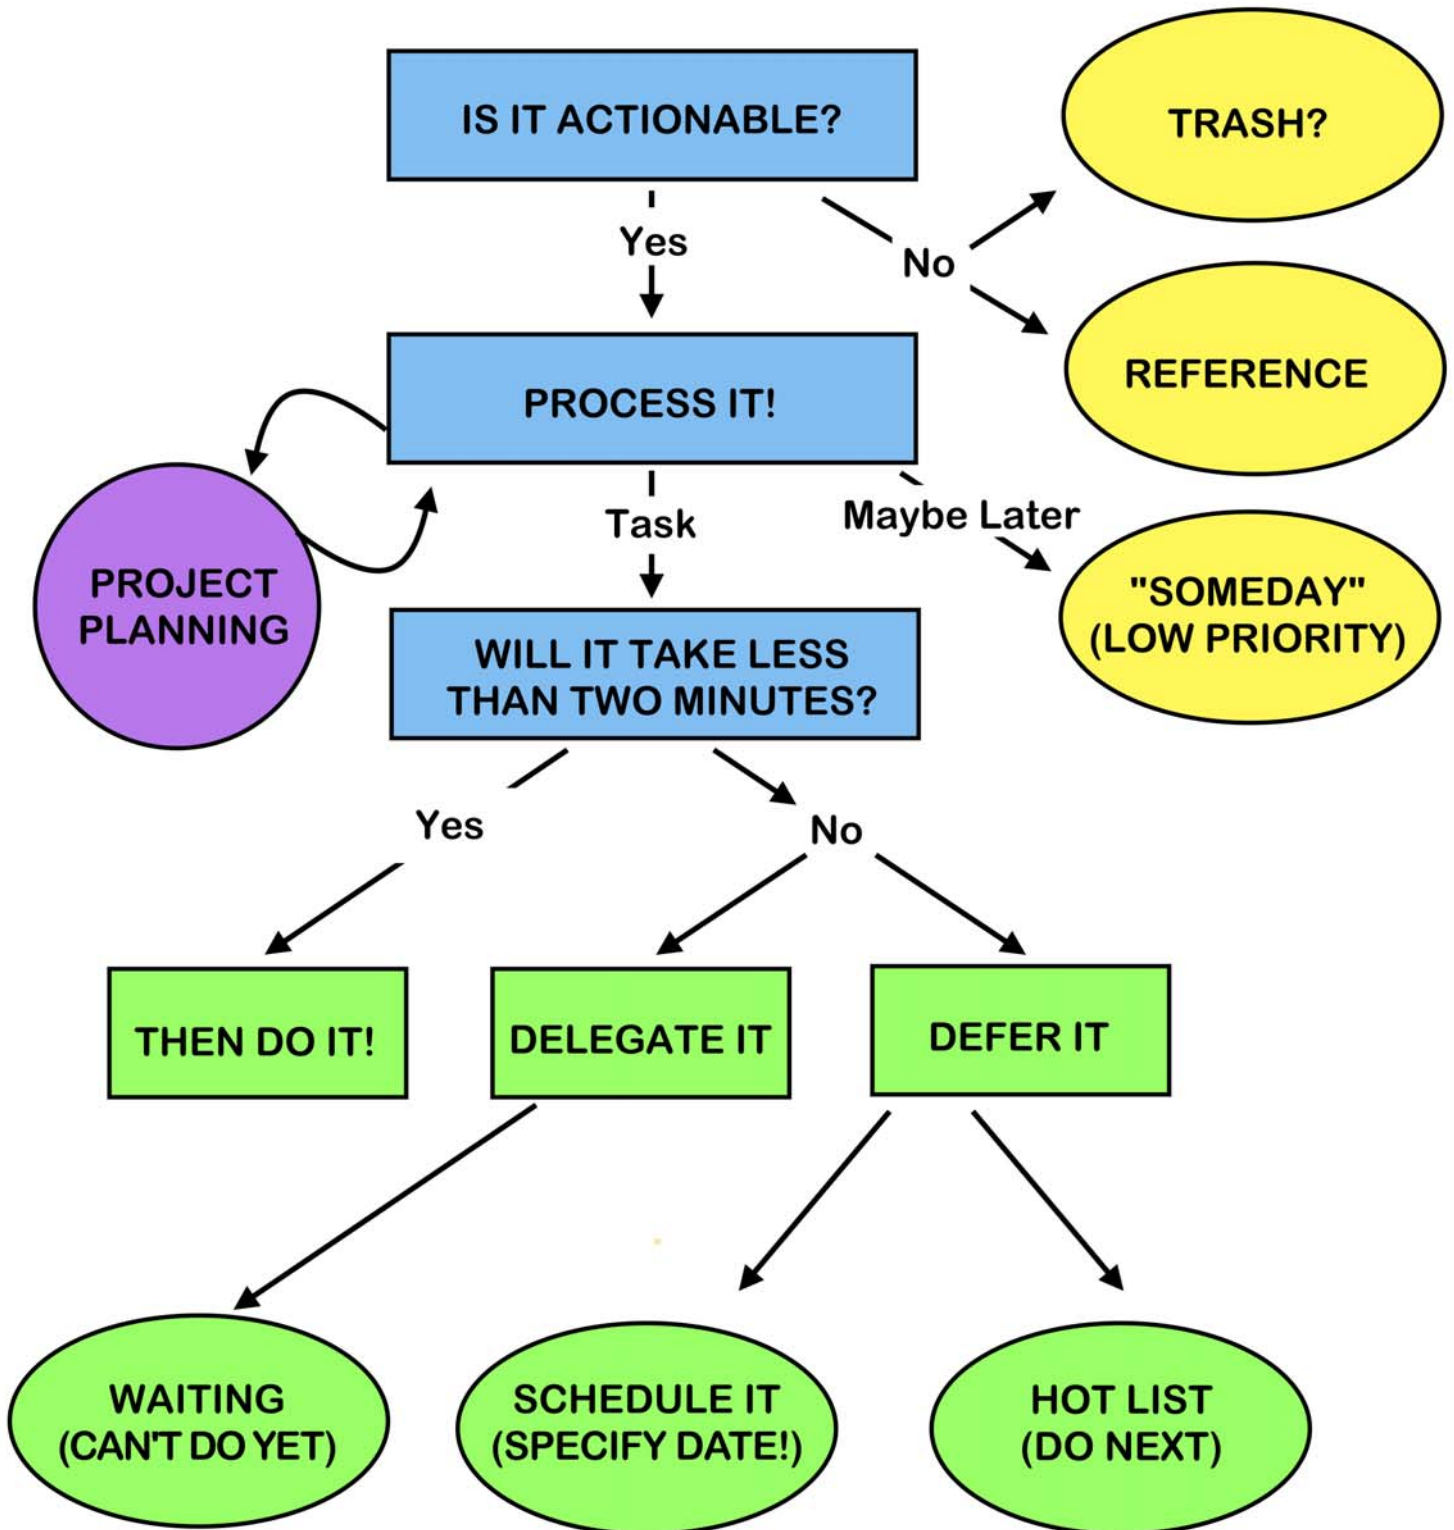 IS IT ACTIONABLE?
TRASH?
Yes
No
REFERENCE
PROCESS IT!
Task
Maybe Later
PROJECT
PLANNING
"SOMEDAY"
(LOW PRIORITY)
WILL IT TAKE LESS
THAN TWO MINUTES?
Yes
No
THEN DO IT!
DELEGATE IT
DEFER IT
WAITING
(CAN'T DO YET)
SCHEDULE IT
(SPECIFY DATE!)
HOT LIST
(DO NEXT)